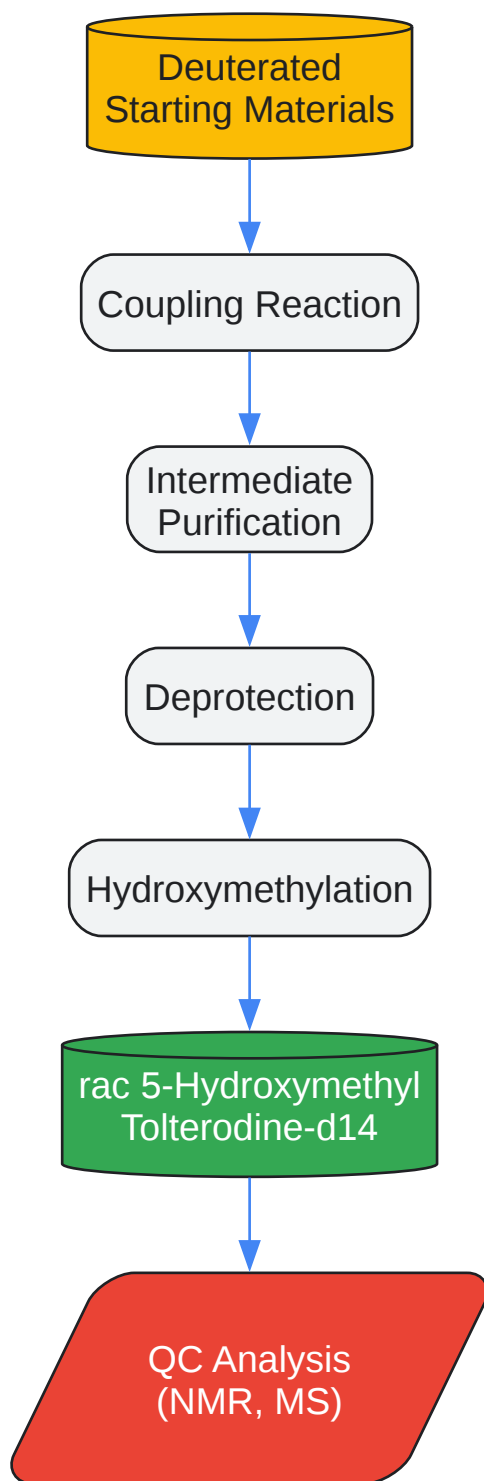 Deuterated
Starting Materials
Coupling Reaction
Intermediate
Purification
Deprotection
Hydroxymethylation
rac 5-Hydroxymethyl
Tolterodine-d14
QC Analysis
(NMR, MS)